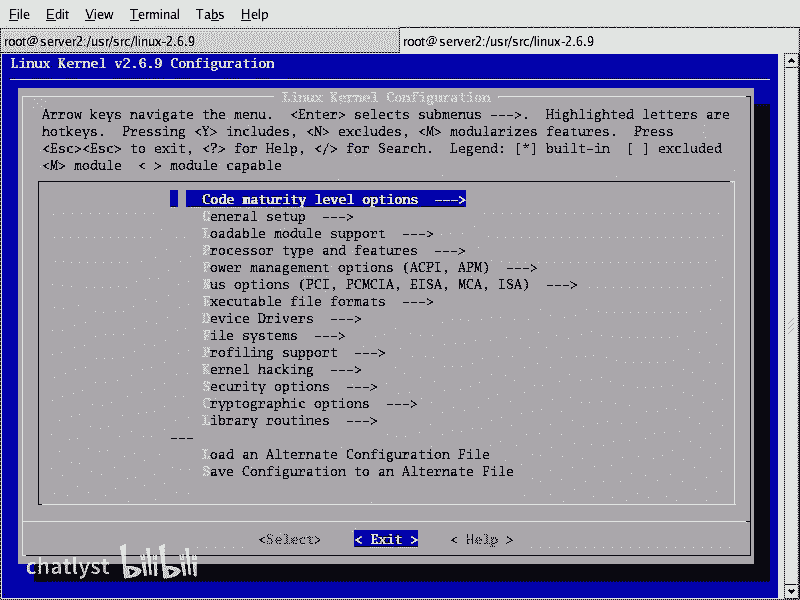 File Edit View Terminal Tabs Help
root@server2:/usr/src/linux-2.6.9 root@server2:/usr/src/linux-2.6.9
Linux Kernel v2.6.9 Configuration
Linux Kernel Configuration
Arrow keys navigate the menu. <Enter> selects submenus --->. Highlighted letters are
hotkeys. Pressing <Y> includes, <N> excludes, <M> modularizes features. Press
<Esc><Esc> to exit, <?> for Help, </> for Search. Legend: [*] built-in [ ] excluded
<M> module < > module capable
Code maturity level options --->
General setup --->
Loadable module support --->
Processor type and features --->
Power management options (ACPI, APM) --->
Bus options (PCI, PCMCIA, EISA, MCA, ISA) --->
Executable file formats --->
Device Drivers --->
File systems --->
Profiling support --->
Kernel hacking --->
Security options --->
Cryptographic options --->
Library routines --->
---
Load an Alternate Configuration File
Save Configuration to an Alternate File
<Select> < Exit > < Help >
chatlyst bilibili